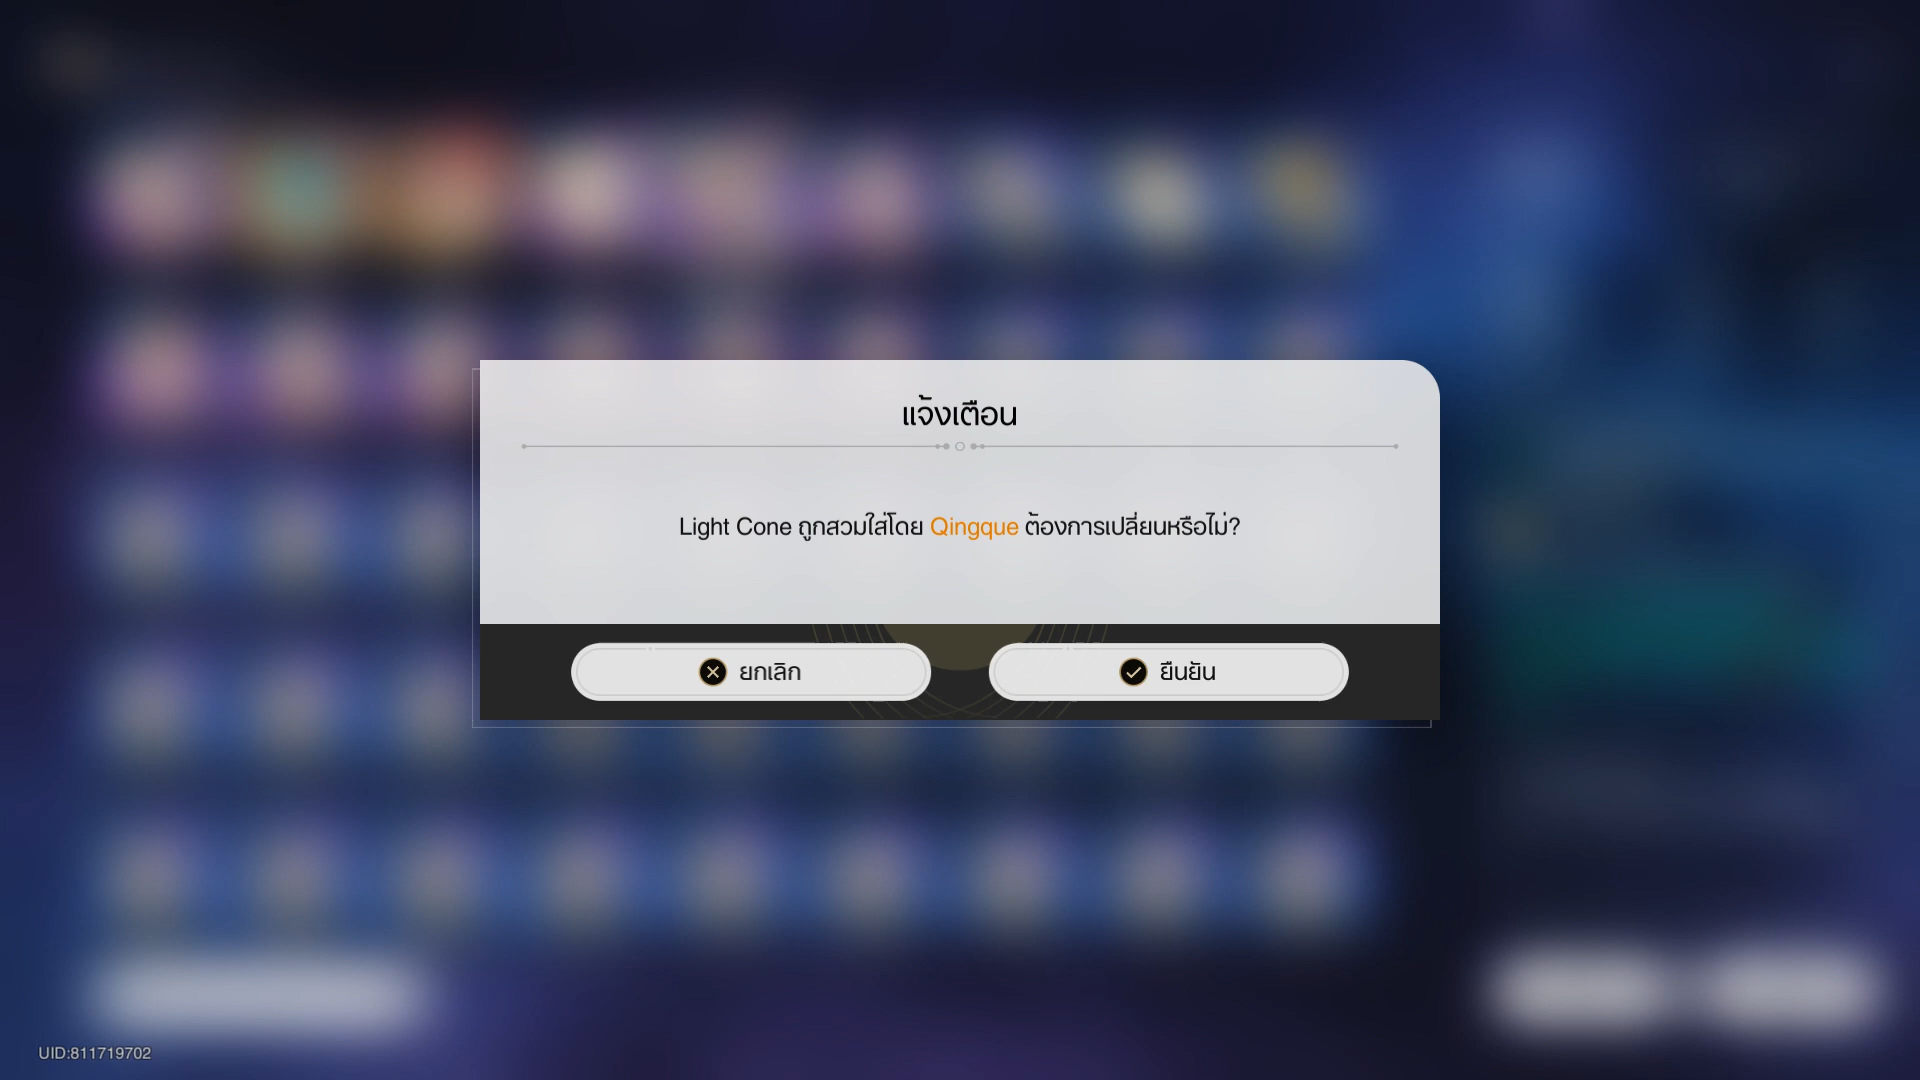 แจ้งเตือน
Light Cone ถูกสวมใส่โดย Qingque ต้องการเปลี่ยนหรือไม่?
ยกเลิก
ยืนยัน
UID:811719702